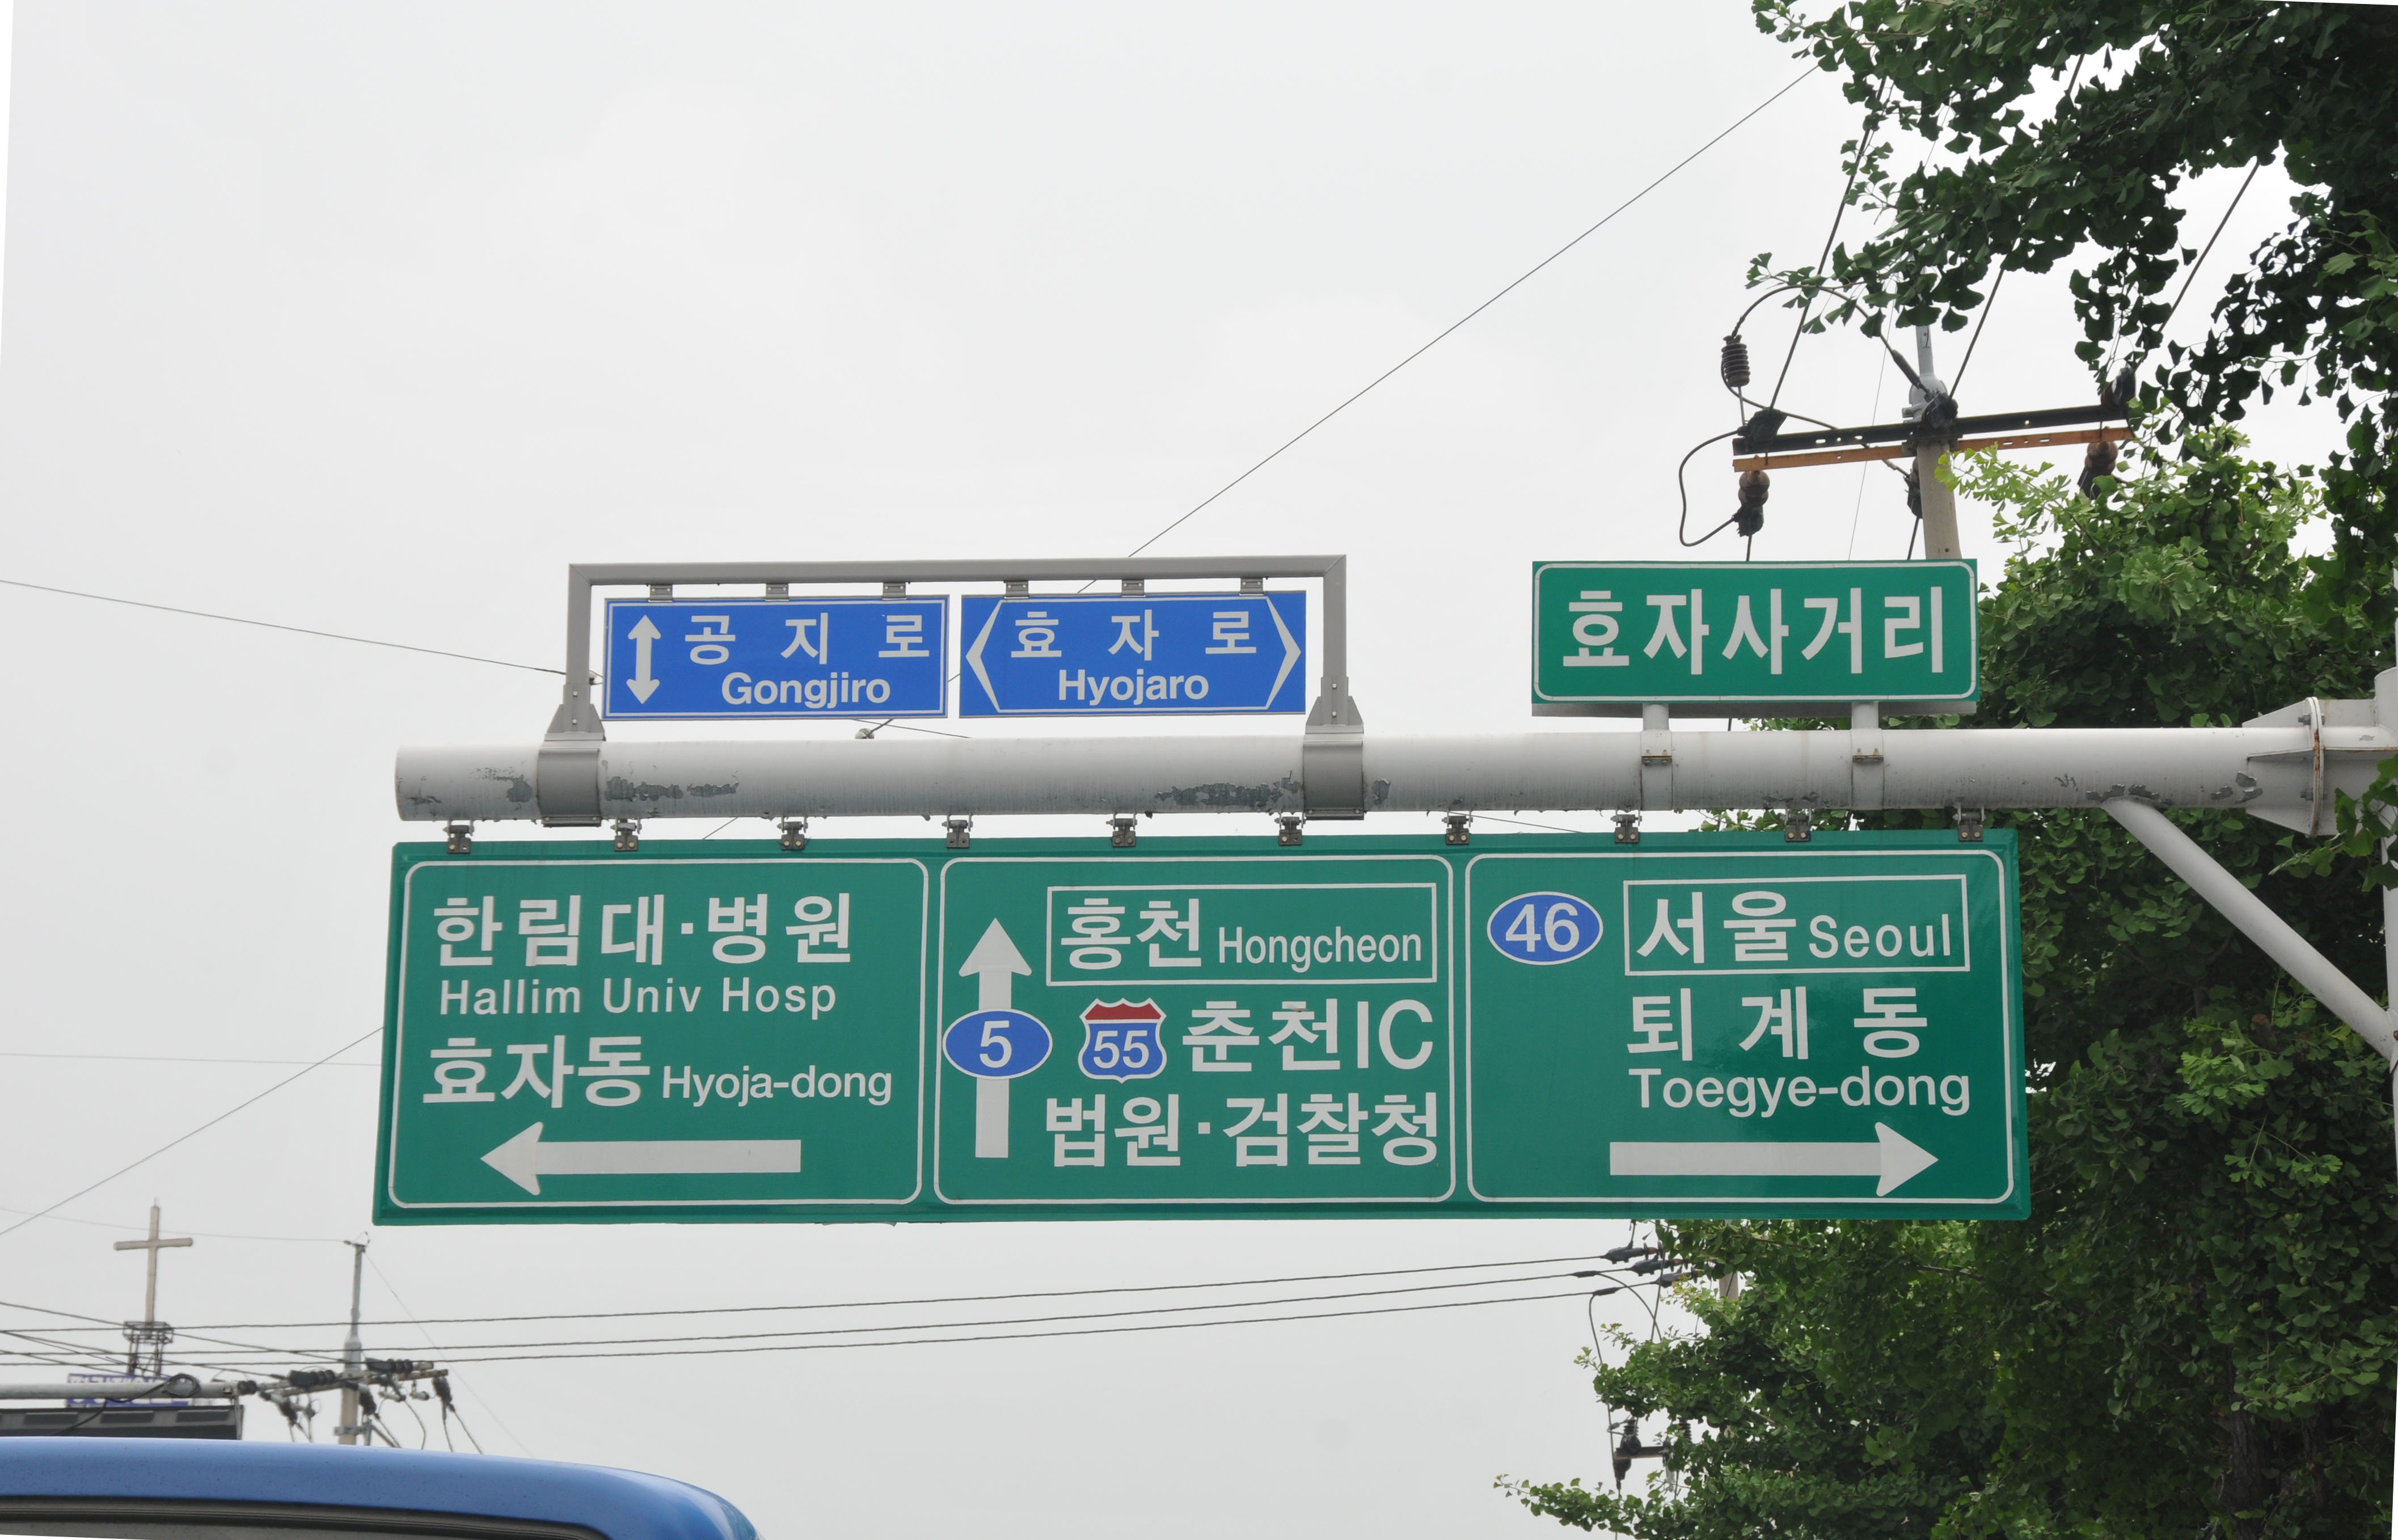 공지로
Gongjiro
효자로
Hyojaro
효자사거리
한림대·병원
Hallim Univ Hosp
효자동 Hyoja-dong
홍천 Hongcheon
5
55 춘천IC
법원·검찰청
46 서울 Seoul
퇴계동
Toegye-dong